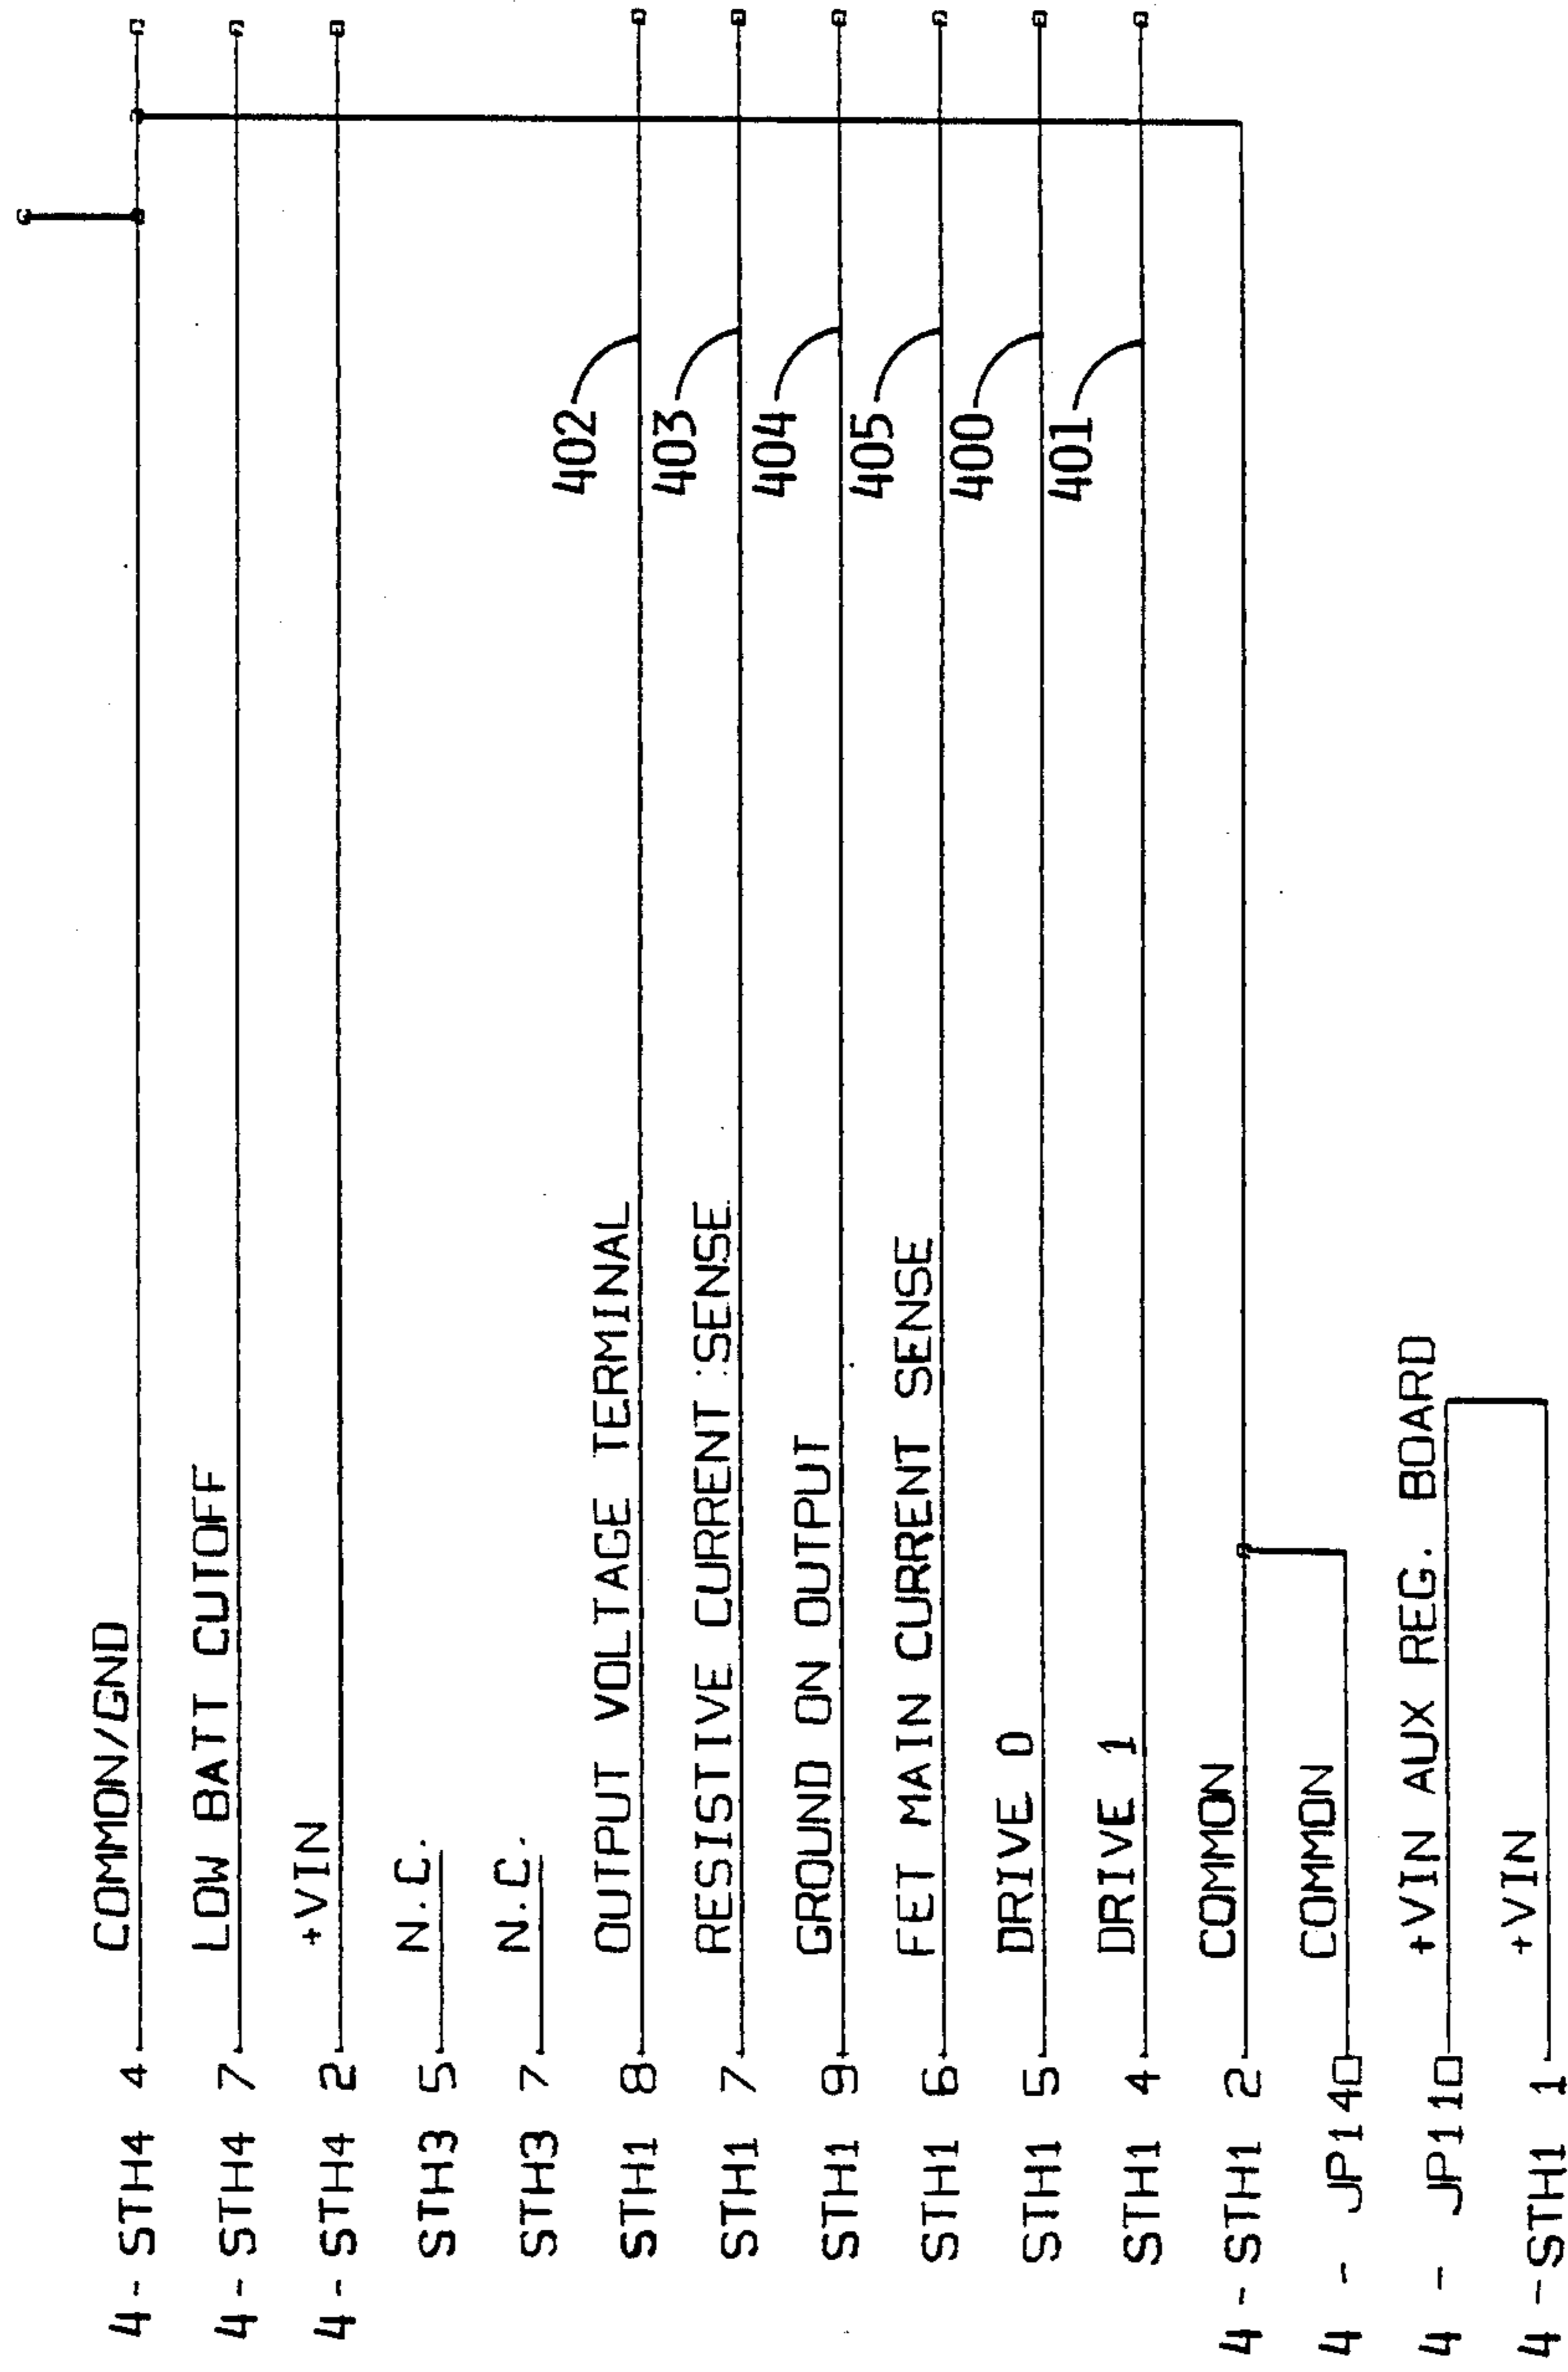 4 - STH4 4 COMMON/GND
4 - STH4 7 LOW BATT CUTOFF
4 - STH4 2 +VIN
STH3 5 N.C.
STH3 7 N.C.
STH1 8 OUTPUT VOLTAGE TERMINAL 402
STH1 7 RESISTIVE CURRENT SENSE 403
STH1 9 GROUND ON OUTPUT 404
STH1 6 FET MAIN CURRENT SENSE 405
STH1 5 DRIVE 0 400
STH1 4 DRIVE 1 401
4 - STH1 2 COMMON
4 - JP14 COMMON
4 - JP11 +VIN AUX REG. BOARD
4 - STH1 1 +VIN